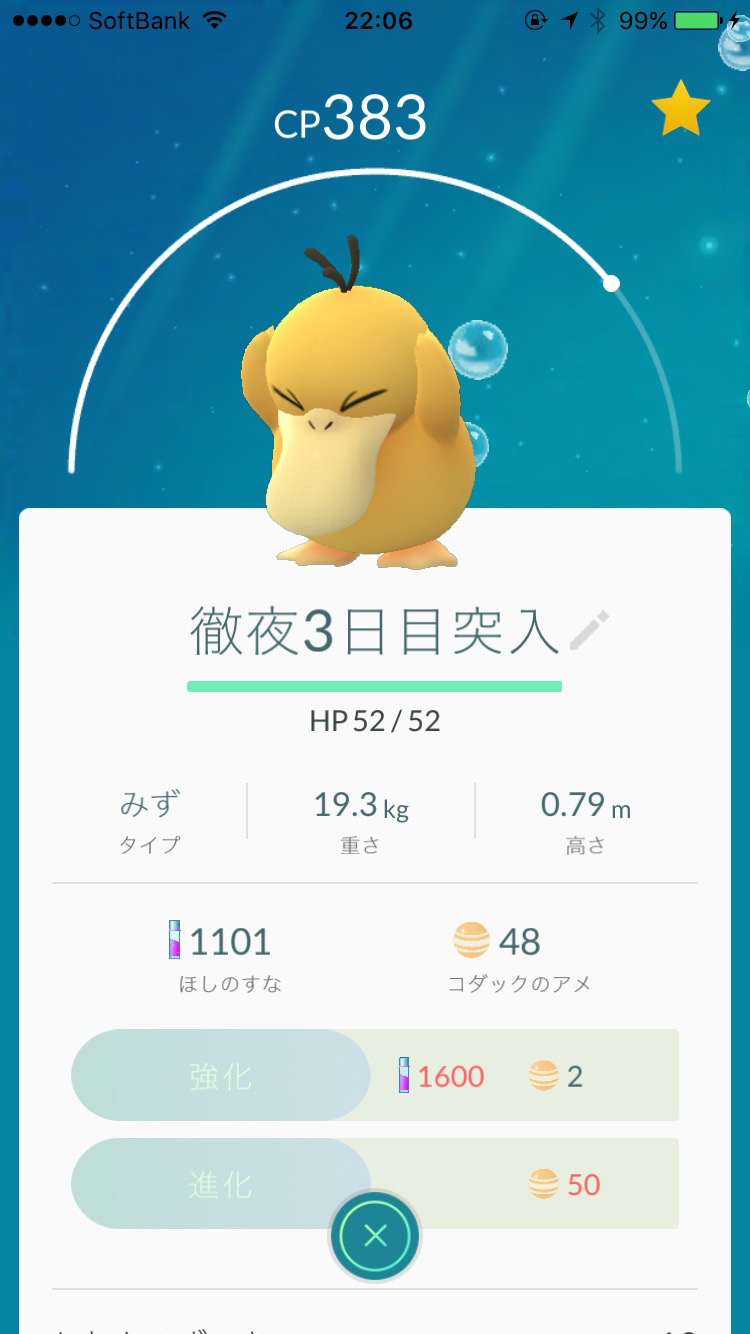 SoftBank 22:06 99%
CP383
徹夜3日目突入
HP 52 / 52
みず 19.3 kg 0.79 m
タイプ 重さ 高さ
1101 48
ほしのすな コダックのアメ
強化 1600 2
進化 50